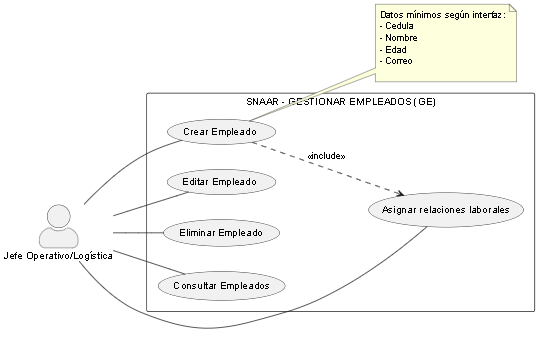 Datos mínimos según interfaz:
- Cedula
- Nombre
- Edad
- Correo
SNAAR - GESTIONAR EMPLEADOS (GE)
Crear Empleado
«include»
Editar Empleado
Asignar relaciones laborales
Eliminar Empleado
Jefe Operativo/Logística
Consultar Empleados